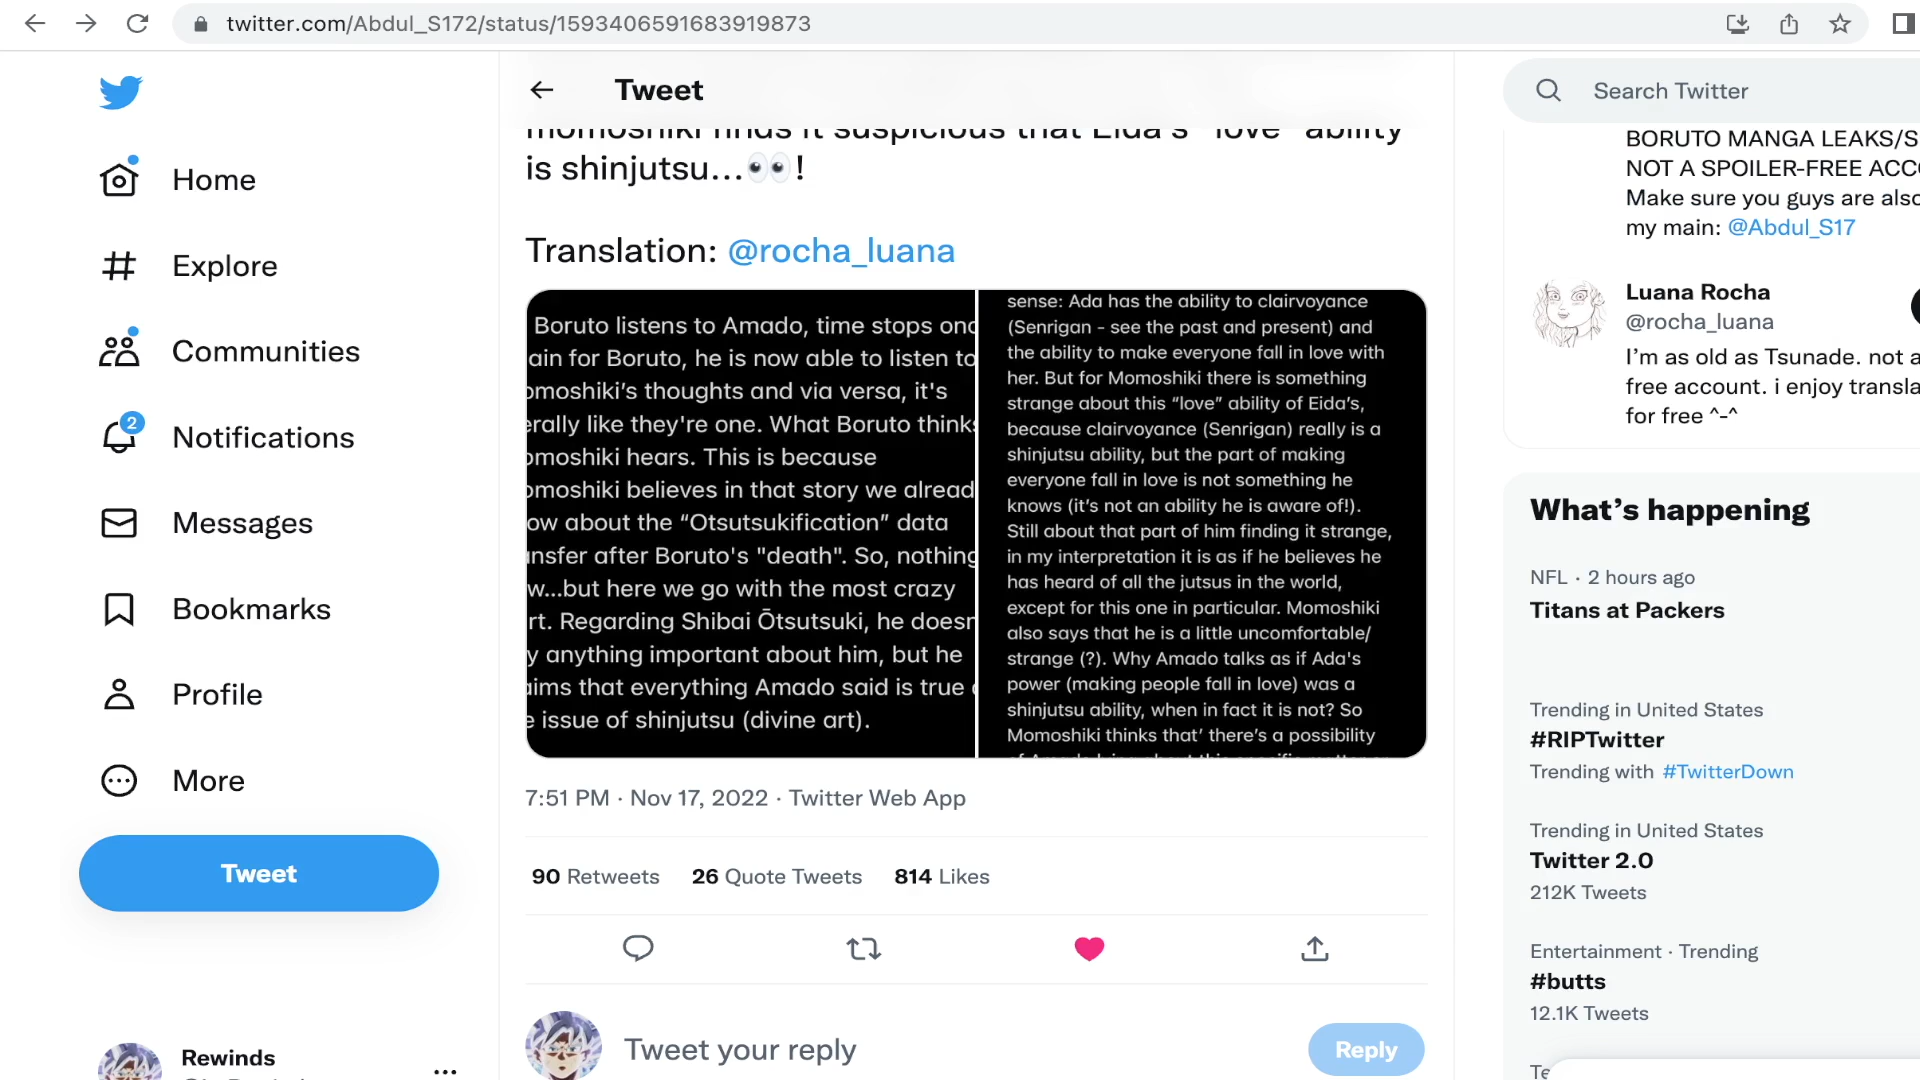 twitter.com/Abdul_S172/status/1593406591683919873
Home
Explore
Communities
2
Notifications
Messages
Bookmarks
Profile
More
Tweet
Rewinds
Tweet
momoshiki finds it suspicious that Eida's "love" ability
is shinjutsu...👀!
Translation: @rocha_luana
Boruto listens to Amado, time stops onc
ain for Boruto, he is now able to listen to
omoshiki's thoughts and via versa, it's
erally like they're one. What Boruto thinks
omoshiki hears. This is because
omoshiki believes in that story we alread
ow about the "Otsutsukification" data
ansfer after Boruto's "death". So, nothing
w...but here we go with the most crazy
rt. Regarding Shibai Ōtsutsuki, he doesn
y anything important about him, but he
aims that everything Amado said is true
e issue of shinjutsu (divine art).
sense: Ada has the ability to clairvoyance
(Senrigan - see the past and present) and
the ability to make everyone fall in love with
her. But for Momoshiki there is something
strange about this "love" ability of Eida's,
because clairvoyance (Senrigan) really is a
shinjutsu ability, but the part of making
everyone fall in love is not something he
knows (it's not an ability he is aware of!).
Still about that part of him finding it strange,
in my interpretation it is as if he believes he
has heard of all the jutsus in the world,
except for this one in particular. Momoshiki
also says that he is a little uncomfortable/
strange (?). Why Amado talks as if Ada's
power (making people fall in love) was a
shinjutsu ability, when in fact it is not? So
Momoshiki thinks that' there's a possibility
7:51 PM · Nov 17, 2022 · Twitter Web App
90 Retweets 26 Quote Tweets 814 Likes
Tweet your reply
Reply
Search Twitter
BORUTO MANGA LEAKS/S
NOT A SPOILER-FREE ACCO
Make sure you guys are also
my main: @Abdul_S17
Luana Rocha
@rocha_luana
I'm as old as Tsunade. not a
free account. i enjoy transla
for free ^-^
What's happening
NFL · 2 hours ago
Titans at Packers
Trending in United States
#RIPTwitter
Trending with #TwitterDown
Trending in United States
Twitter 2.0
212K Tweets
Entertainment · Trending
#butts
12.1K Tweets